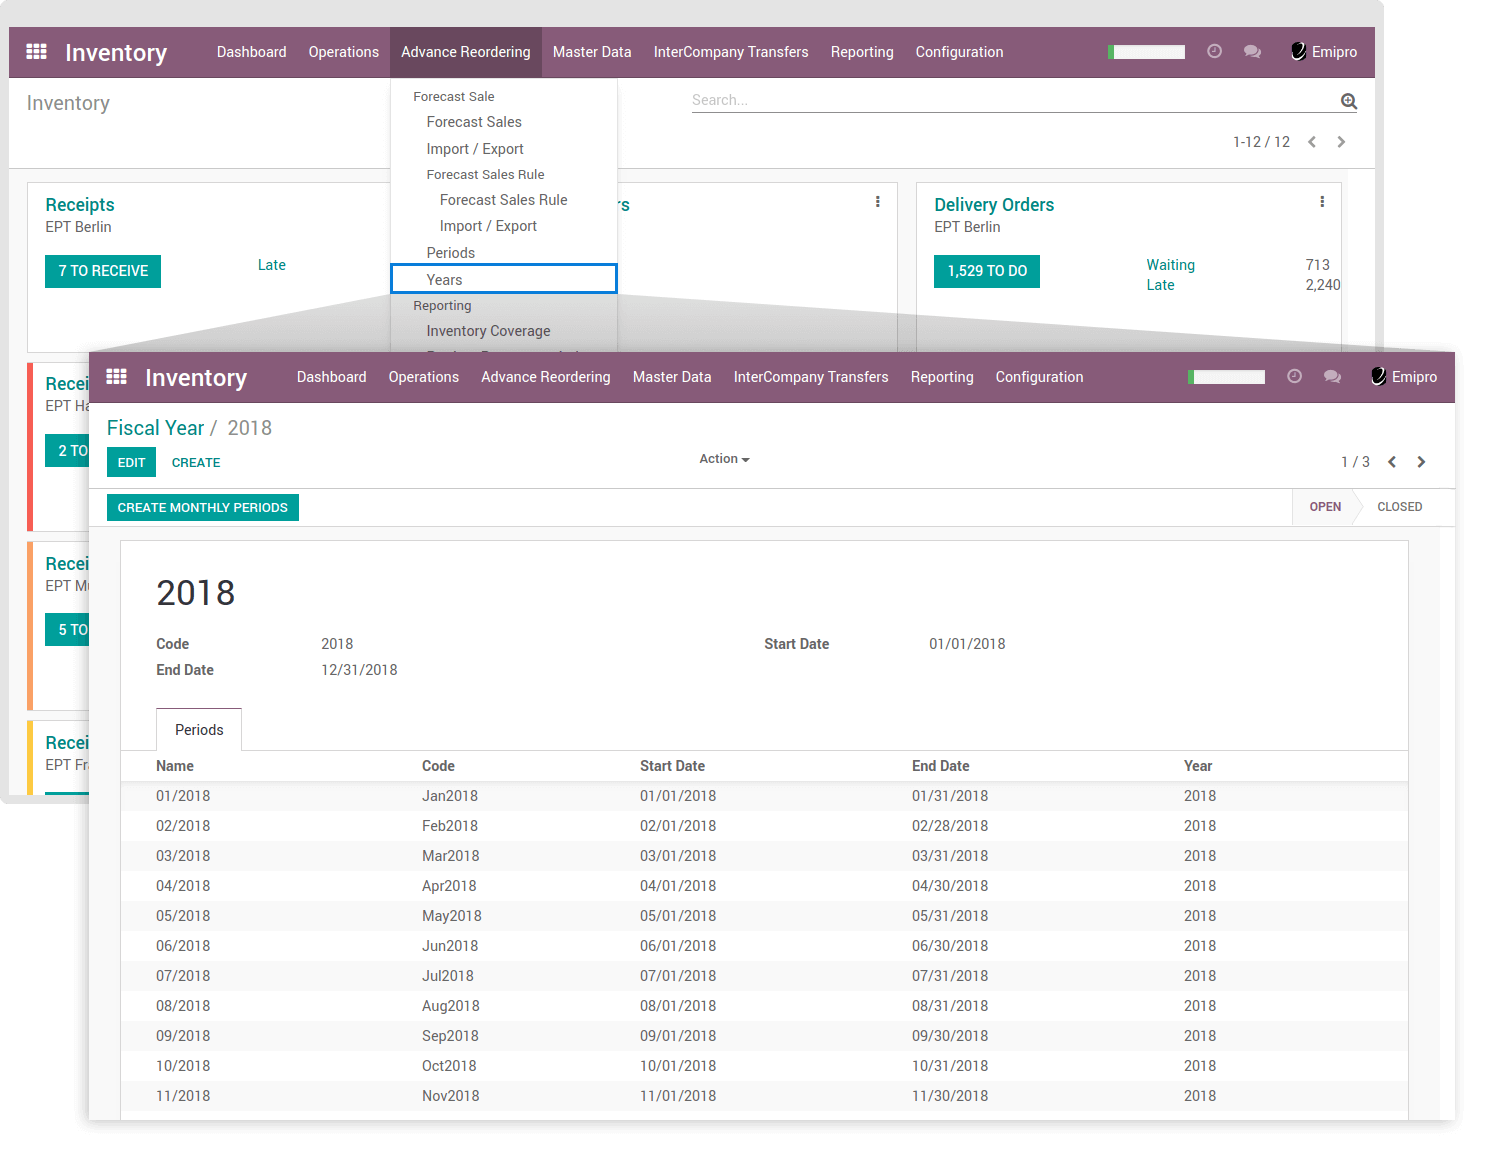 Inventory Dashboard Operations Advance Reordering Master Data InterCompany Transfers Reporting Configuration Emipro
Inventory
Search...
1-12 / 12
Forecast Sale
Forecast Sales
Import / Export
Forecast Sales Rule
Forecast Sales Rule
Import / Export
Periods
Years
Reporting
Inventory Coverage
Receipts
EPT Berlin
7 TO RECEIVE
Late
rs
Delivery Orders
EPT Berlin
1,529 TO DO
Waiting 713
Late 2,240
Recei
EPT Ha
2 TO
Recei
EPT Mu
5 TO
Recei
EPT Fra
Inventory Dashboard Operations Advance Reordering Master Data InterCompany Transfers Reporting Configuration Emipro
Fiscal Year / 2018
EDIT CREATE Action 1 / 3
CREATE MONTHLY PERIODS OPEN CLOSED
2018
Code 2018 Start Date 01/01/2018
End Date 12/31/2018
Periods
Name Code Start Date End Date Year
01/2018 Jan2018 01/01/2018 01/31/2018 2018
02/2018 Feb2018 02/01/2018 02/28/2018 2018
03/2018 Mar2018 03/01/2018 03/31/2018 2018
04/2018 Apr2018 04/01/2018 04/30/2018 2018
05/2018 May2018 05/01/2018 05/31/2018 2018
06/2018 Jun2018 06/01/2018 06/30/2018 2018
07/2018 Jul2018 07/01/2018 07/31/2018 2018
08/2018 Aug2018 08/01/2018 08/31/2018 2018
09/2018 Sep2018 09/01/2018 09/30/2018 2018
10/2018 Oct2018 10/01/2018 10/31/2018 2018
11/2018 Nov2018 11/01/2018 11/30/2018 2018